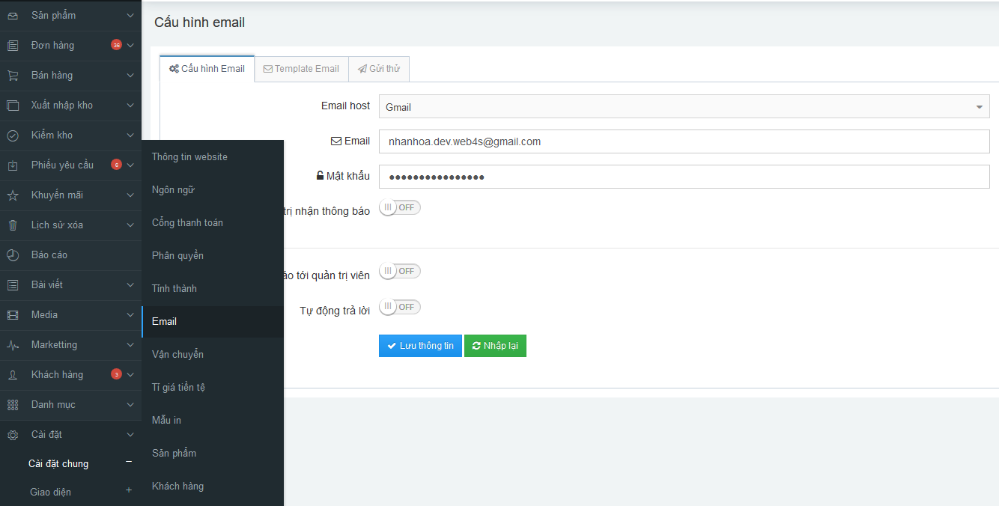 Sản phẩm
Đơn hàng 36
Bán hàng
Xuất nhập kho
Kiểm kho
Phiếu yêu cầu 6
Khuyến mãi
Lịch sử xóa
Báo cáo
Bài viết
Media
Marketting
Khách hàng 3
Danh mục
Cài đặt
Cài đặt chung
Giao diện
Thông tin website
Ngôn ngữ
Cổng thanh toán
Phân quyền
Tỉnh thành
Email
Vận chuyển
Tỉ giá tiền tệ
Mẫu in
Sản phẩm
Khách hàng
Cấu hình email
Cấu hình Email Template Email Gửi thử
Email host Gmail
Email nhanhoa.dev.web4s@gmail.com
Mật khẩu ••••••••••••••••
trị nhận thông báo OFF
áo tới quản trị viên OFF
Tự động trả lời OFF
Lưu thông tin Nhập lại